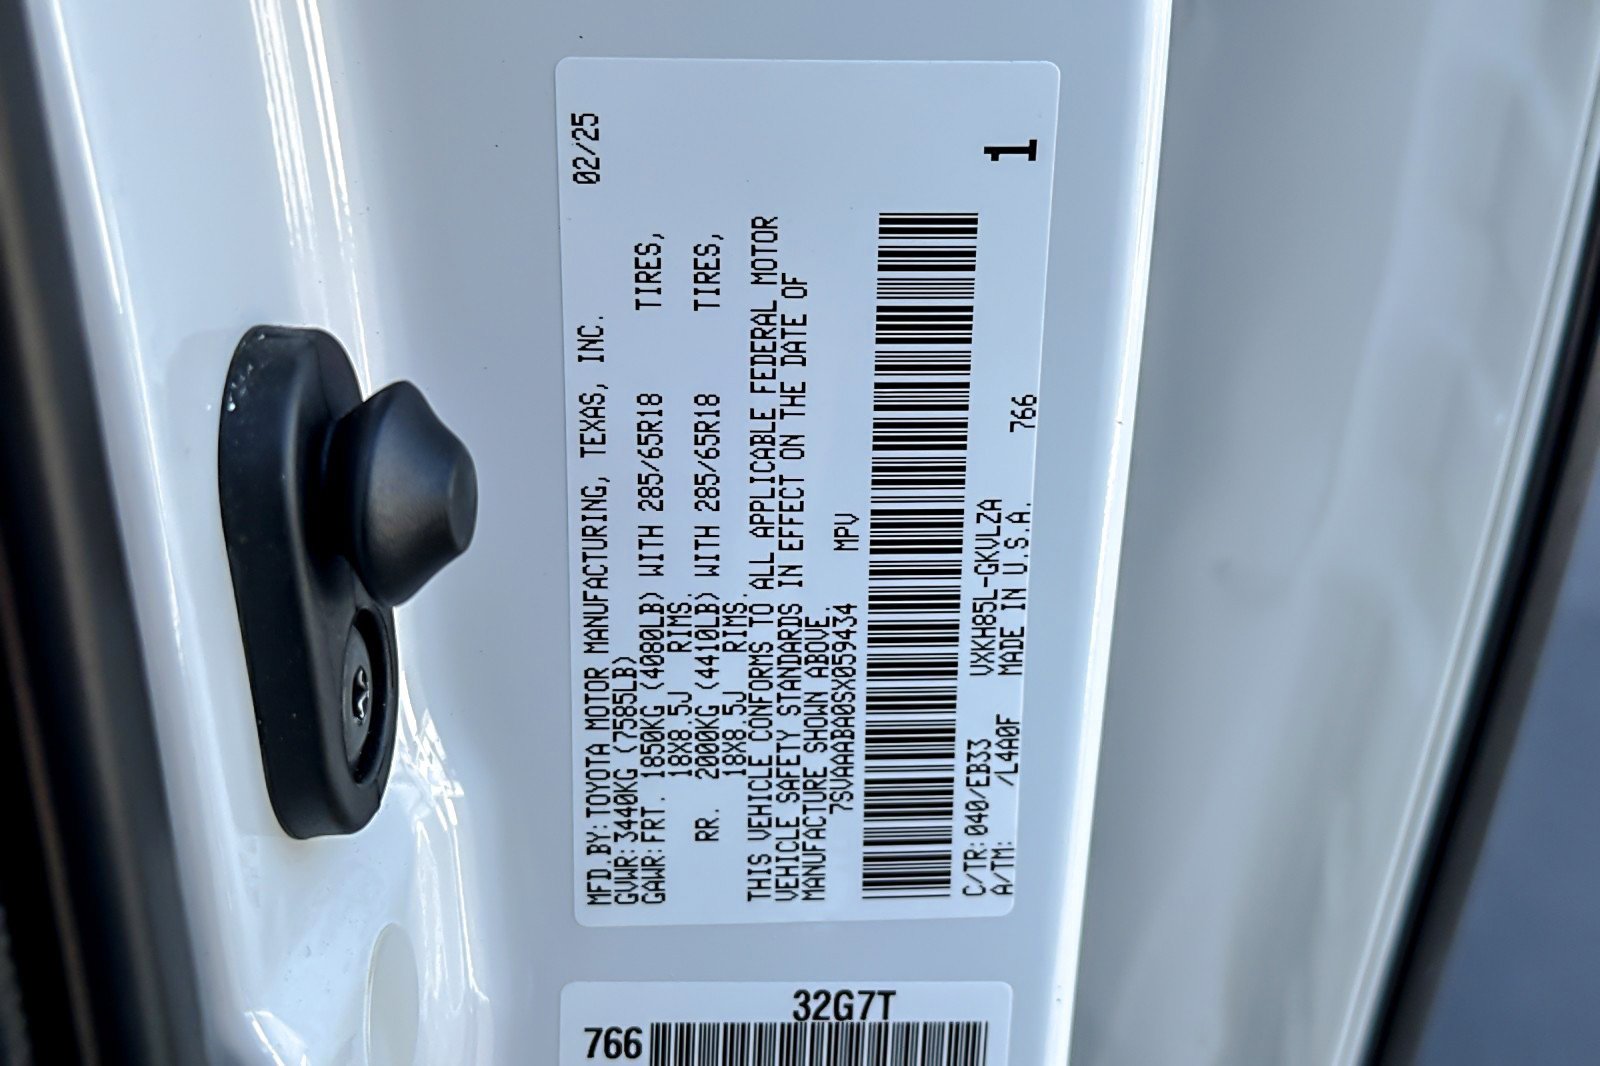 MFD.BY:TOYOTA MOTOR MANUFACTURING, TEXAS, INC. 02/25
GVWR:3440KG (7585LB)
GAWR:FRT. 1850KG (4080LB) WITH 285/65R18 TIRES,
18X8.5J RIMS.
RR. 2000KG (4410LB) WITH 285/65R18 TIRES,
18X8.5J RIMS.
THIS VEHICLE CONFORMS TO ALL APPLICABLE FEDERAL MOTOR
VEHICLE SAFETY STANDARDS IN EFFECT ON THE DATE OF
MANUFACTURE SHOWN ABOVE.
7SVAAABA0SX059434 MPV
C/TR:040/EB33 VXKH85L-GKVLZA
A/TM: /L4A0F MADE IN U.S.A. 766
1
32G7T
766